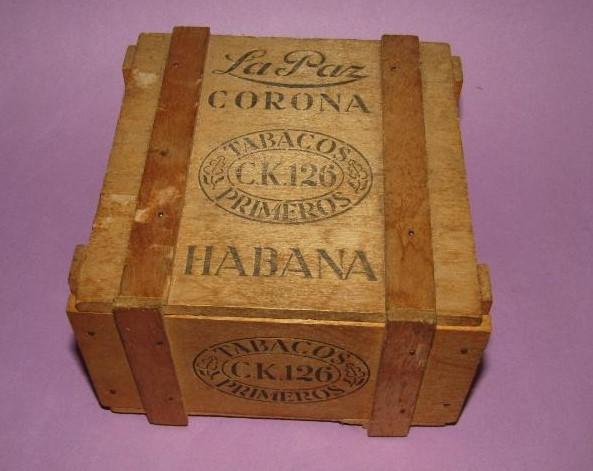 La Paz
CORONA
TABACOS
C.K.126
PRIMEROS
HABANA
TABACOS
C.K.126
PRIMEROS